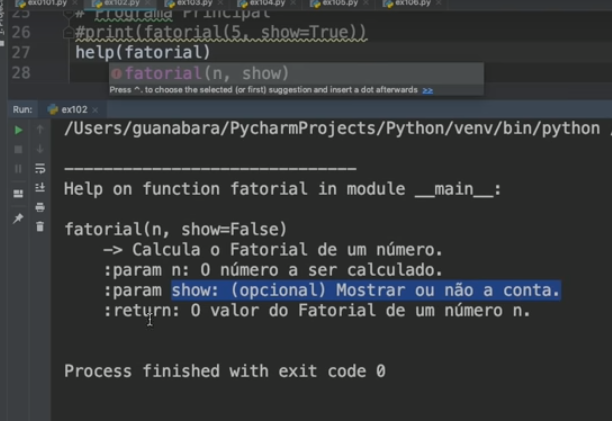 ex0101.py ex102.py ex103.py ex104.py ex105.py ex106.py
25 # Programa Principal
26 #print(fatorial(5, show=True))
27 help(fatorial)
28
fatorial(n, show)
Press ^. to choose the selected (or first) suggestion and insert a dot afterwards >>
Run: ex102
/Users/guanabara/PycharmProjects/Python/venv/bin/python
------------------------------
Help on function fatorial in module __main__:
fatorial(n, show=False)
-> Calcula o Fatorial de um número.
:param n: O número a ser calculado.
:param show: (opcional) Mostrar ou não a conta.
:return: O valor do Fatorial de um número n.
Process finished with exit code 0